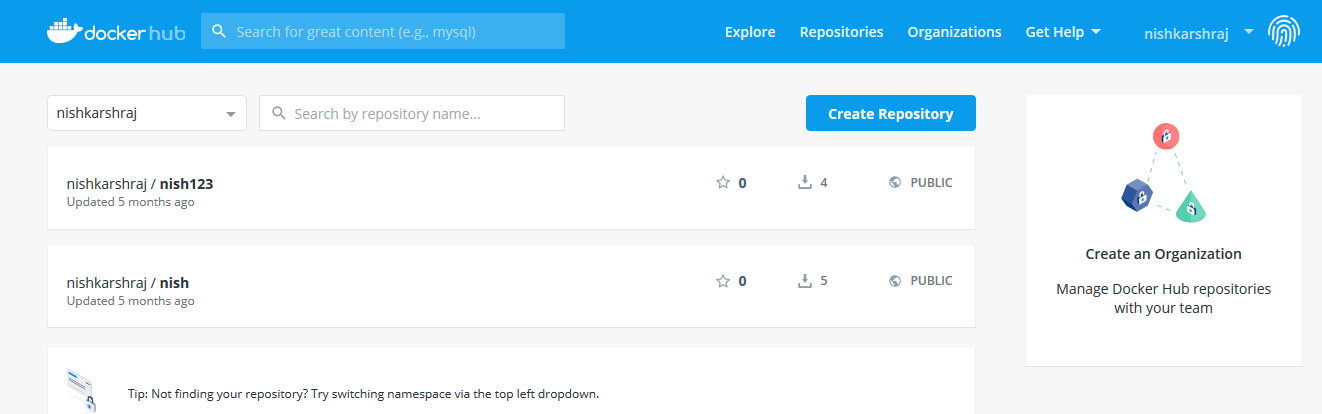 docker hub
Search for great content (e.g., mysql)
Explore
Repositories
Organizations
Get Help
nishkarshraj
nishkarshraj
Search by repository name...
Create Repository
nishkarshraj / nish123
Updated 5 months ago
0
4
PUBLIC
nishkarshraj / nish
Updated 5 months ago
0
5
PUBLIC
Tip: Not finding your repository? Try switching namespace via the top left dropdown.
Create an Organization
Manage Docker Hub repositories
with your team